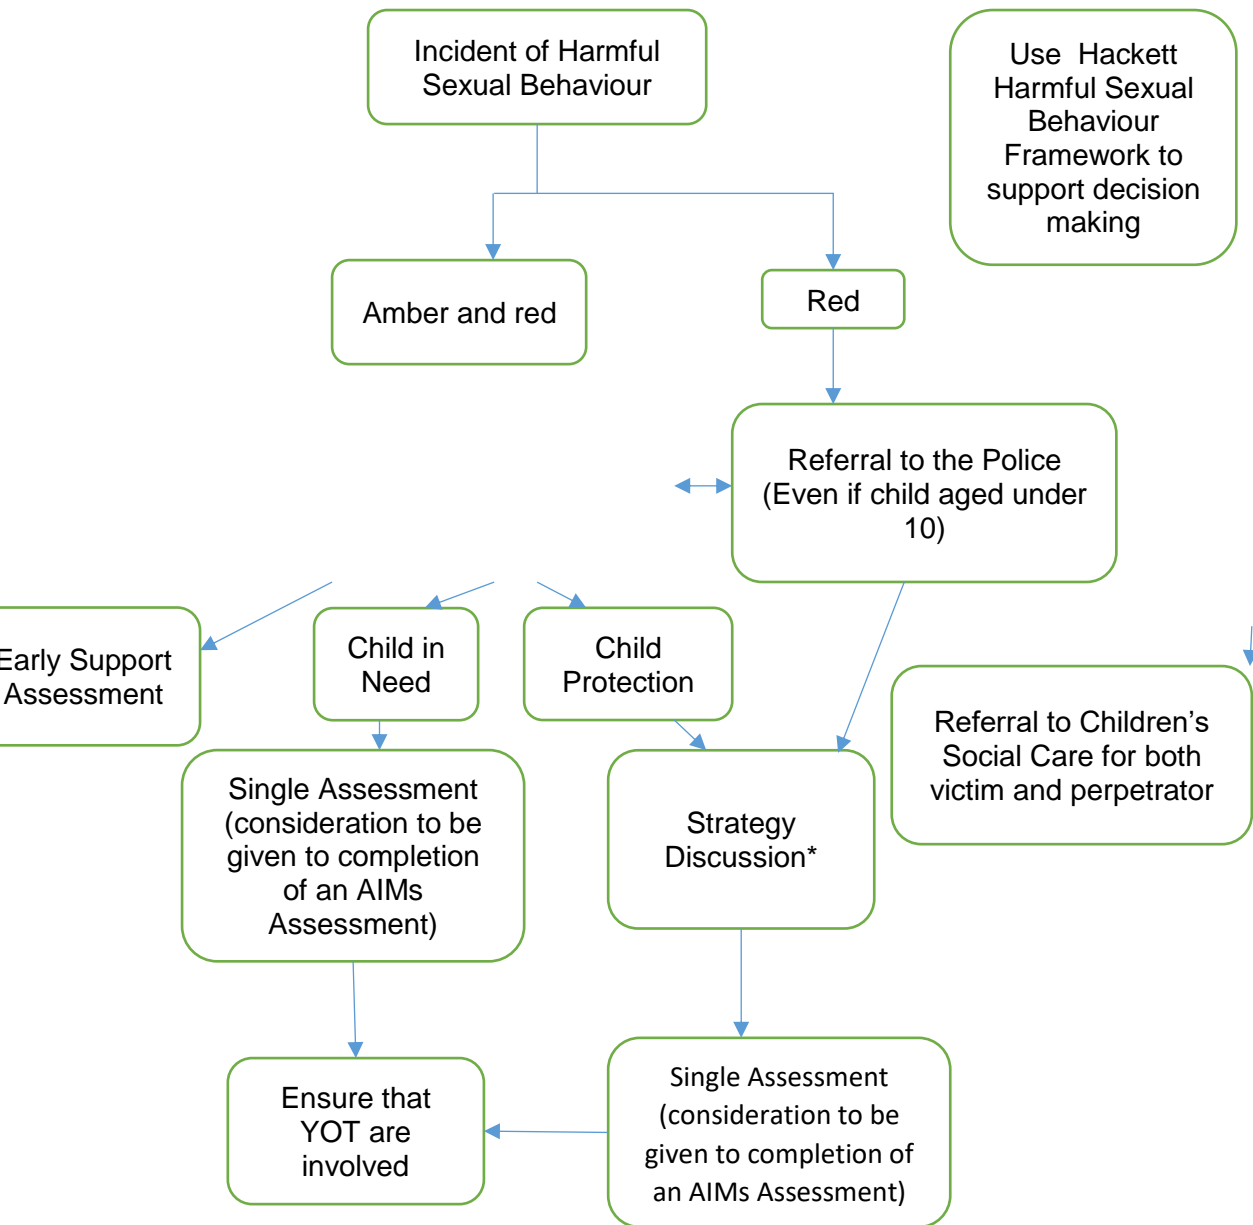 Incident of Harmful
Sexual Behaviour
Use Hackett
Harmful Sexual
Behaviour
Framework to
support decision
making
Amber and red
Red
Referral to the Police
(Even if child aged under
10)
Early Support
Assessment
Child in
Need
Child
Protection
Referral to Children's
Social Care for both
victim and perpetrator
Single Assessment
(consideration to be
given to completion
of an AIMs
Assessment)
Strategy
Discussion*
Ensure that
YOT are
involved
Single Assessment
(consideration to be
given to completion of
an AIMs Assessment)